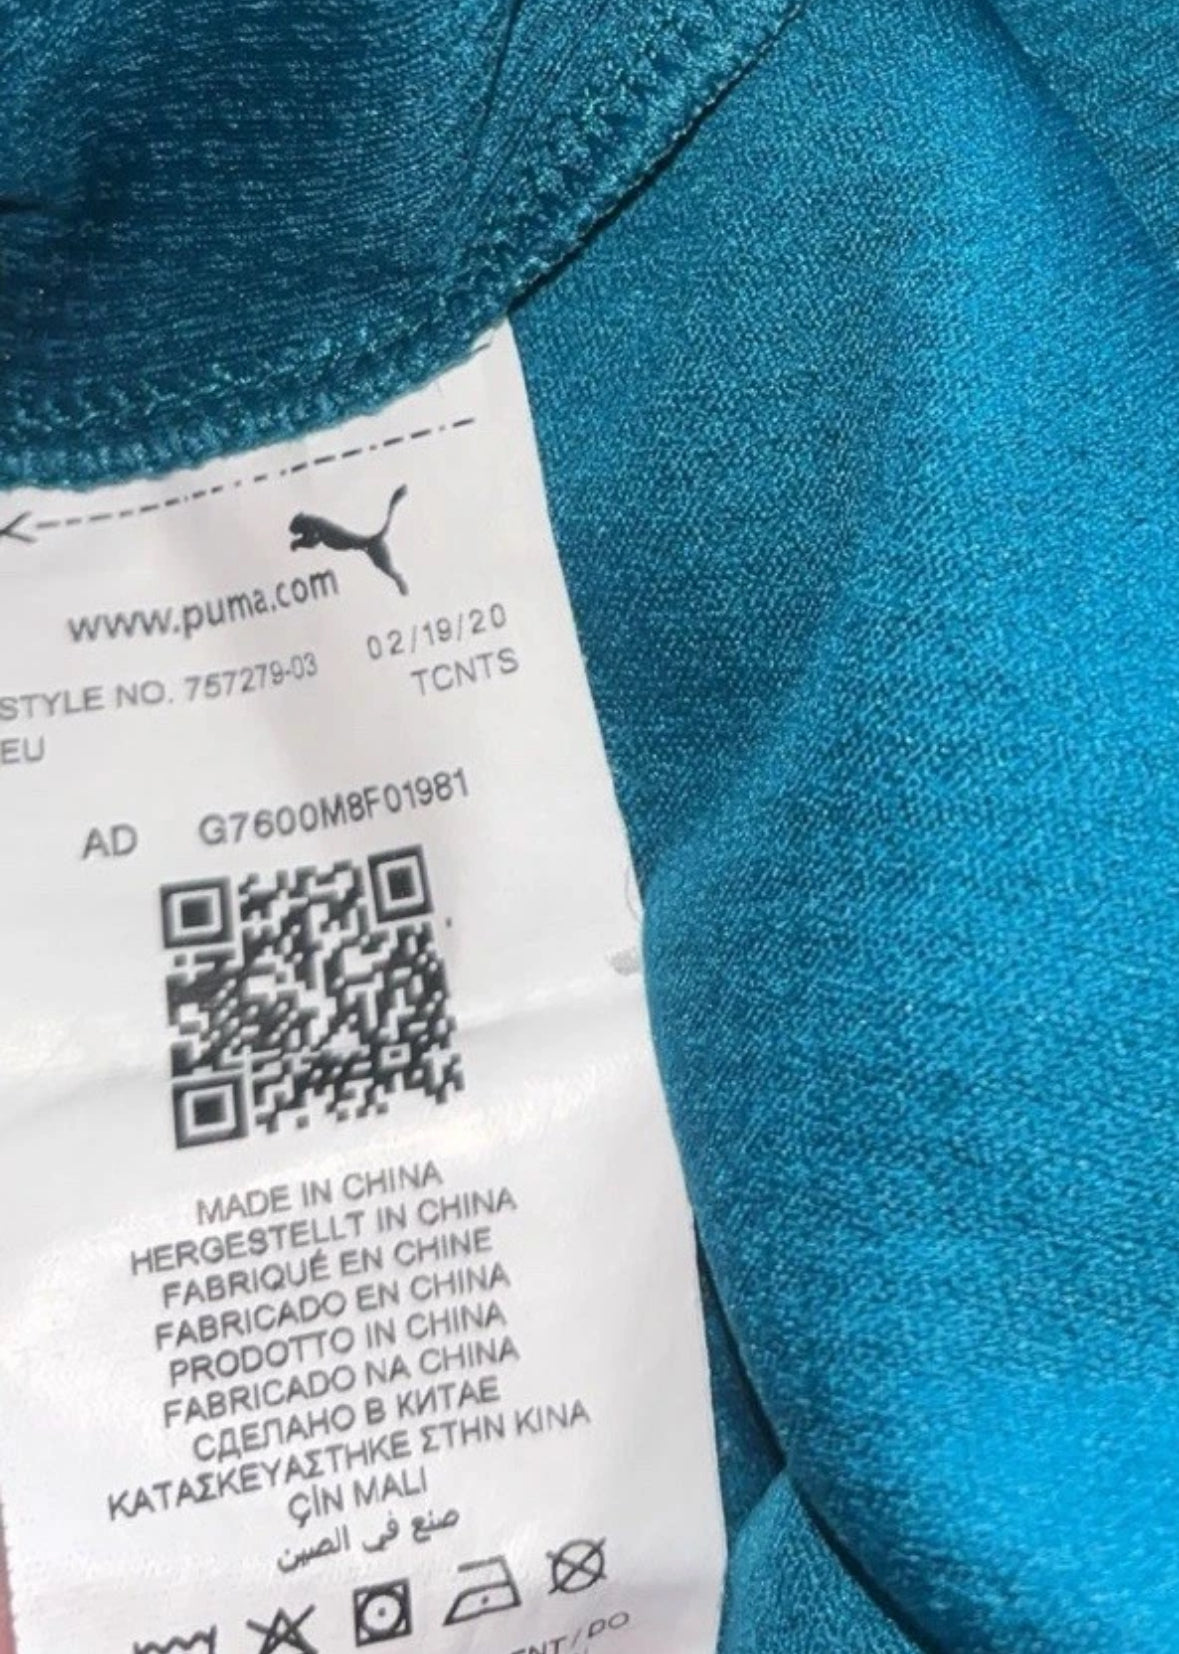 www.puma.com
02/19/20
STYLE NO. 757279-03 TCNTS
EU
AD G7600M8F01981
MADE IN CHINA
HERGESTELLT IN CHINA
FABRIQUÉ EN CHINE
FABRICADO EN CHINA
PRODOTTO IN CHINA
FABRICADO NA CHINA
СДЕЛАНО В КИТАЕ
ΚΑΤΑΣΚΕΥΑΣΤΗΚΕ ΣΤΗΝ ΚΙΝΑ
ÇİN MALI
صنع في الصين